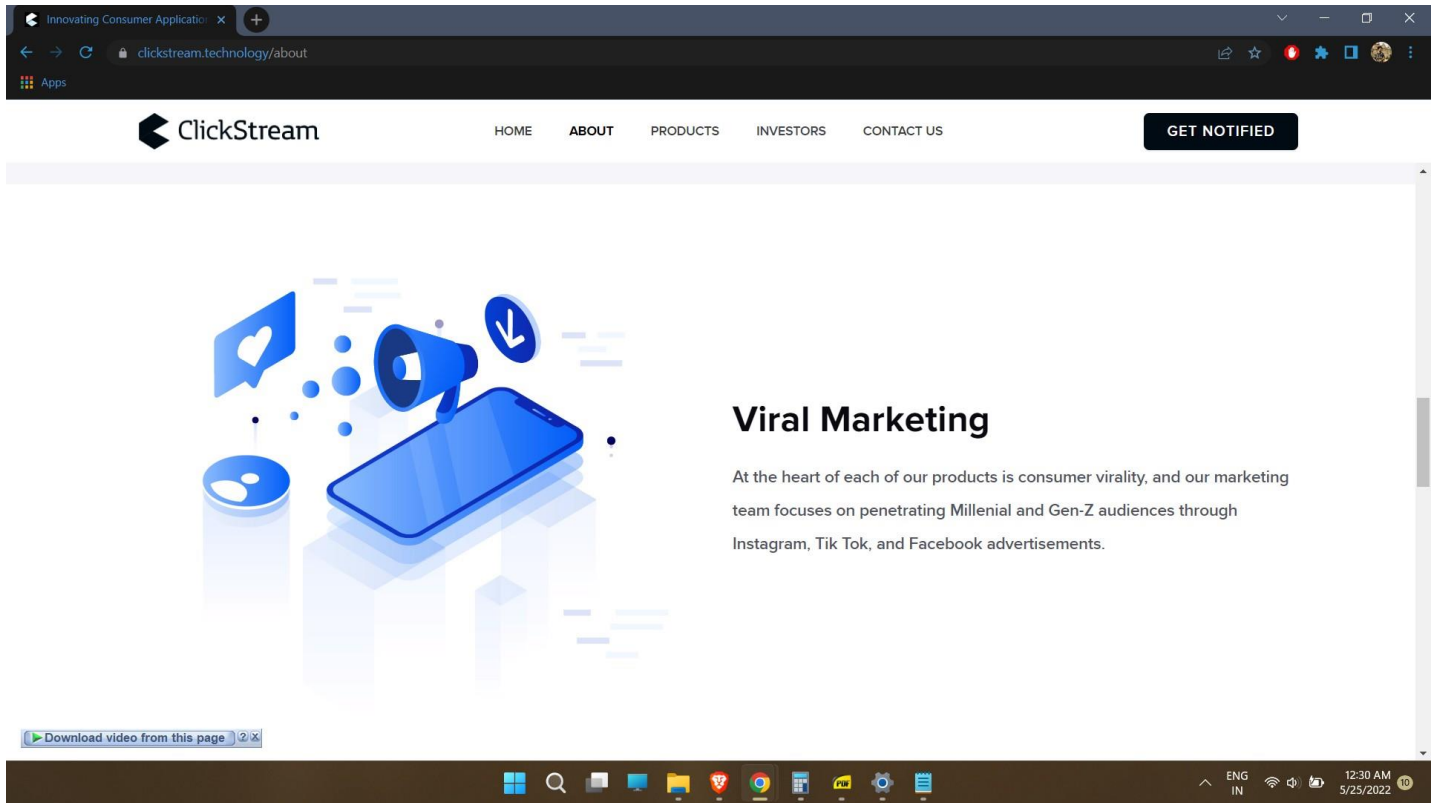 Innovating Consumer Application
clickstream.technology/about
Apps
ClickStream
HOME ABOUT PRODUCTS INVESTORS CONTACT US
GET NOTIFIED
Viral Marketing
At the heart of each of our products is consumer virality, and our marketing
team focuses on penetrating Millenial and Gen-Z audiences through
Instagram, Tik Tok, and Facebook advertisements.
Download video from this page ? x
PDF
ENG
IN
12:30 AM
5/25/2022
10